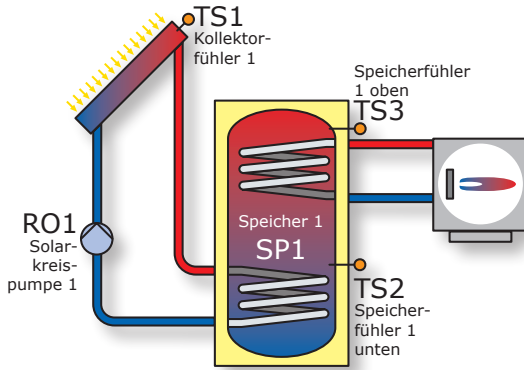 TS1
Kollektor-
fühler 1
Speicherfühler
1 oben
TS3
RO1
Solar-
kreis-
pumpe 1
Speicher 1
SP1
TS2
Speicher-
fühler 1
unten